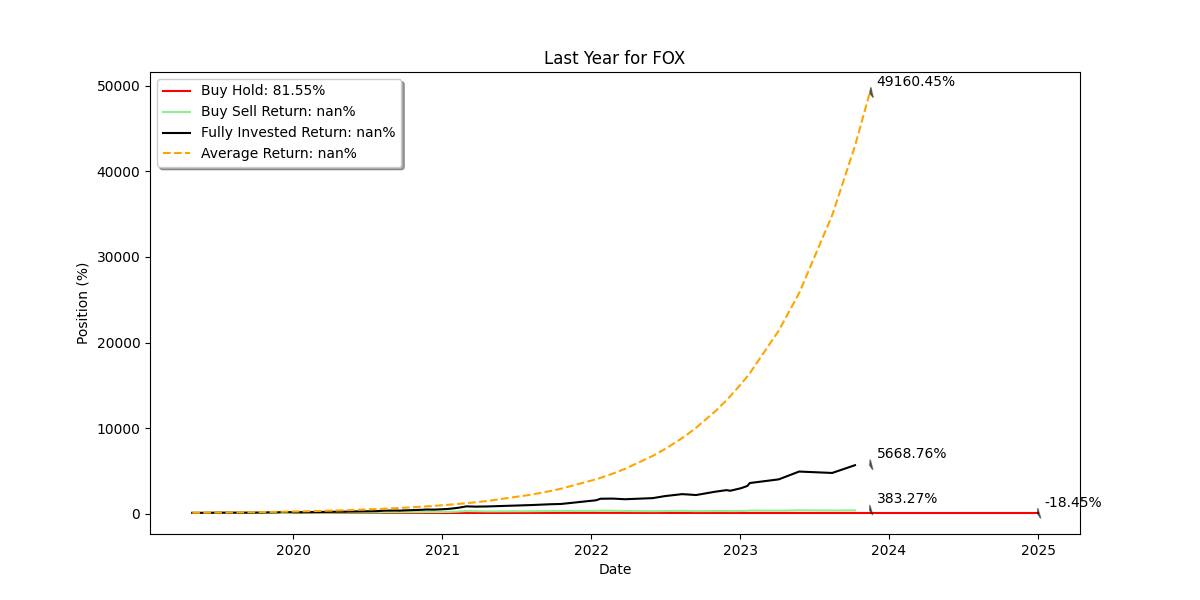 Last Year for FOX
Buy Hold: 81.55%
Buy Sell Return: nan%
Fully Invested Return: nan%
Average Return: nan%
49160.45%
5668.76%
383.27%
-18.45%
Position (%)
50000
40000
30000
20000
10000
0
2020 2021 2022 2023 2024 2025
Date